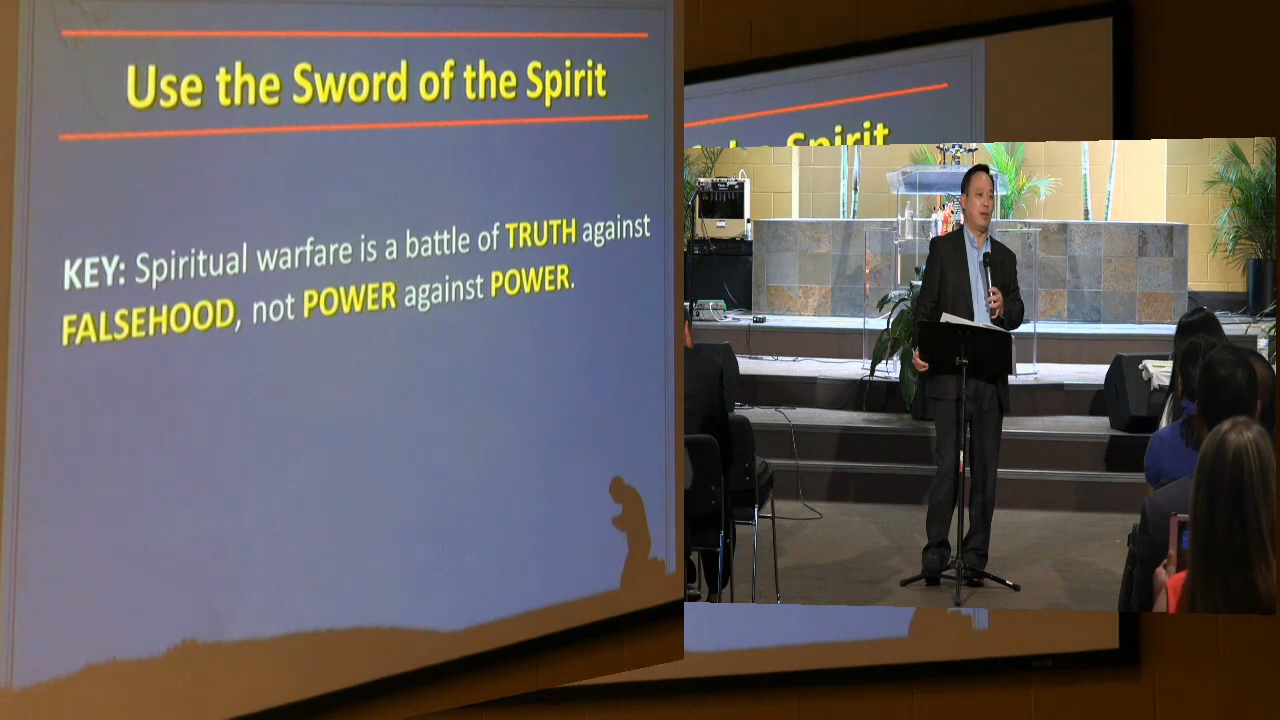 Use the Sword of the Spirit
KEY: Spiritual warfare is a battle of TRUTH against
FALSEHOOD, not POWER against POWER.
Spirit